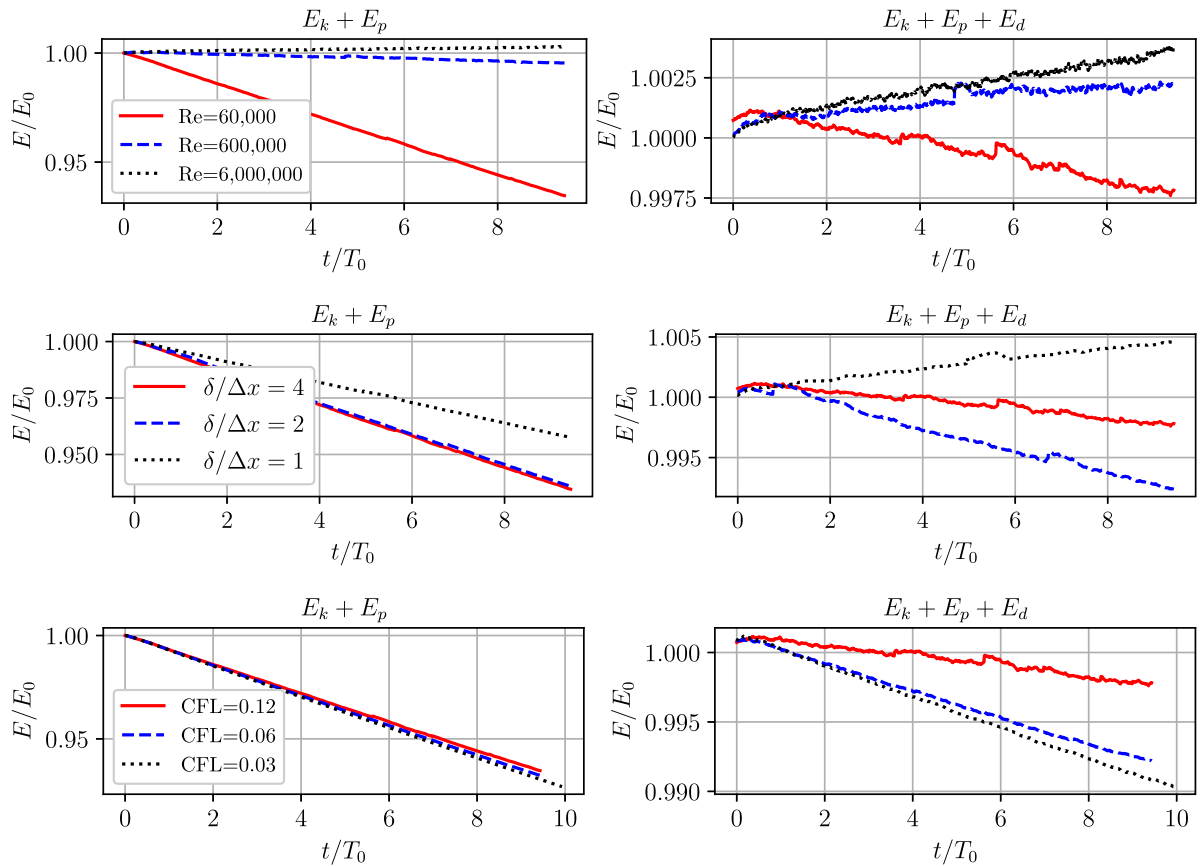 E_k + E_p
1.00
0.95
E/E_0
Re=60,000
Re=600,000
Re=6,000,000
0 2 4 6 8
t/T_0
E_k + E_p + E_d
1.0025
1.0000
0.9975
E/E_0
0 2 4 6 8
t/T_0
E_k + E_p
1.000
0.975
0.950
E/E_0
δ/Δx = 4
δ/Δx = 2
δ/Δx = 1
0 2 4 6 8
t/T_0
E_k + E_p + E_d
1.005
1.000
0.995
E/E_0
0 2 4 6 8
t/T_0
E_k + E_p
1.00
0.95
E/E_0
CFL=0.12
CFL=0.06
CFL=0.03
0 2 4 6 8 10
t/T_0
E_k + E_p + E_d
1.000
0.995
0.990
E/E_0
0 2 4 6 8 10
t/T_0